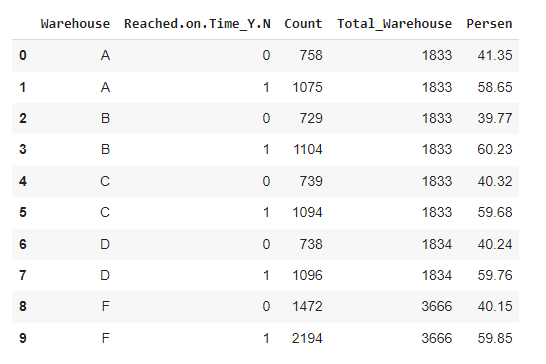 Warehouse Reached.on.Time_Y.N Count Total_Warehouse Persen
0 A 0 758 1833 41.35
1 A 1 1075 1833 58.65
2 B 0 729 1833 39.77
3 B 1 1104 1833 60.23
4 C 0 739 1833 40.32
5 C 1 1094 1833 59.68
6 D 0 738 1834 40.24
7 D 1 1096 1834 59.76
8 F 0 1472 3666 40.15
9 F 1 2194 3666 59.85